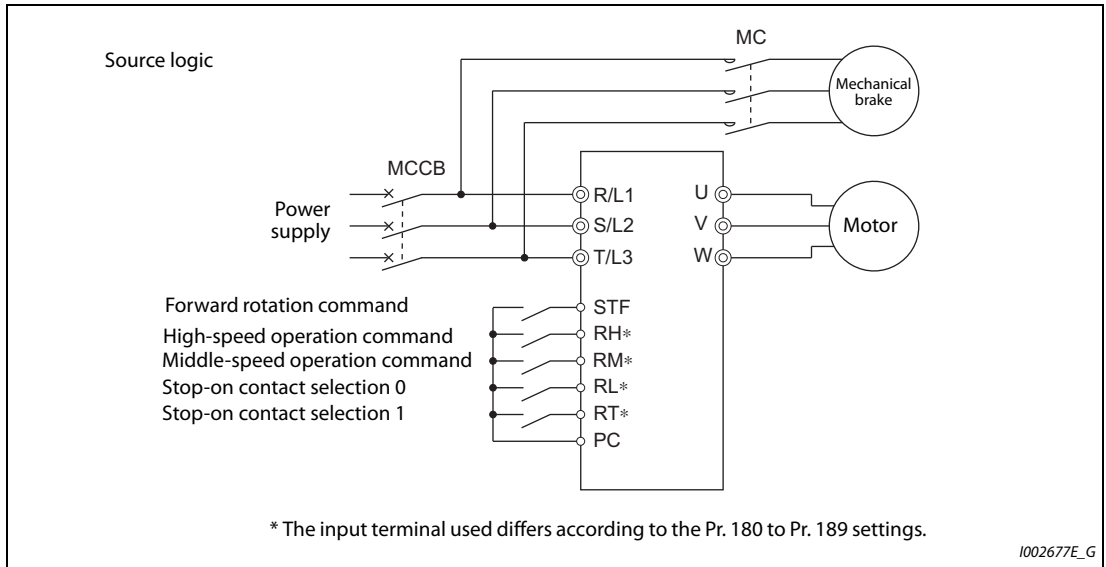 Source logic
MC
Mechanical
brake
MCCB
Power
supply
R/L1
S/L2
T/L3
U
V
W
Motor
Forward rotation command
High-speed operation command
Middle-speed operation command
Stop-on contact selection 0
Stop-on contact selection 1
STF
RH*
RM*
RL*
RT*
PC
* The input terminal used differs according to the Pr. 180 to Pr. 189 settings.
I002677E_G